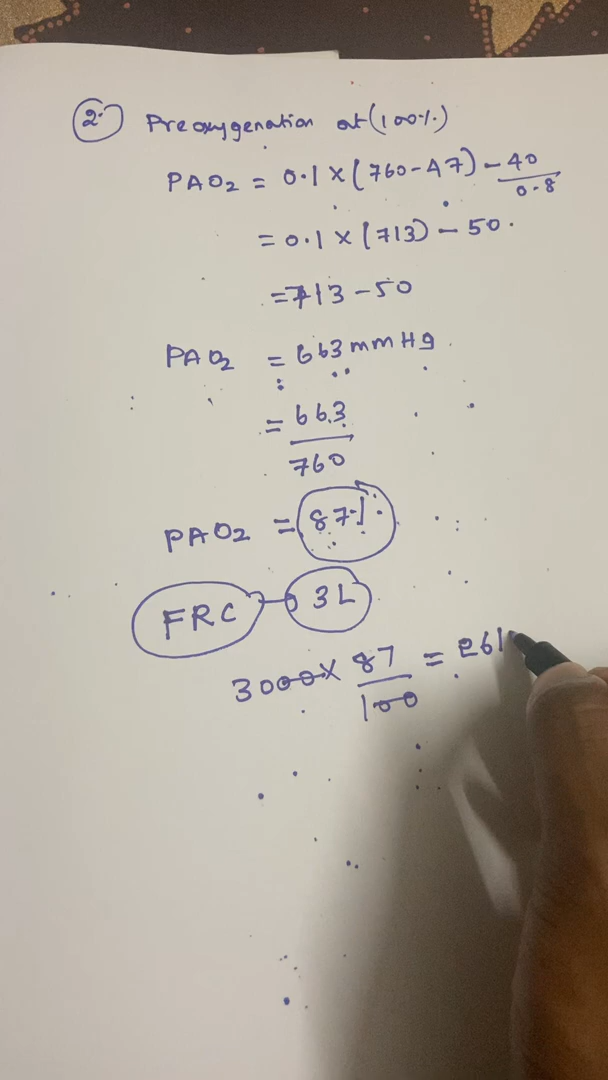 2. Preoxygenation at (100%)
PAO2 = 0.1 × (760-47) - 40/0.8
= 0.1 × (713) - 50.
= 713 - 50
PAO2 = 663 mmHg
= 663/760
PAO2 = 87%
FRC 3L
3000 × 87/100 = 261